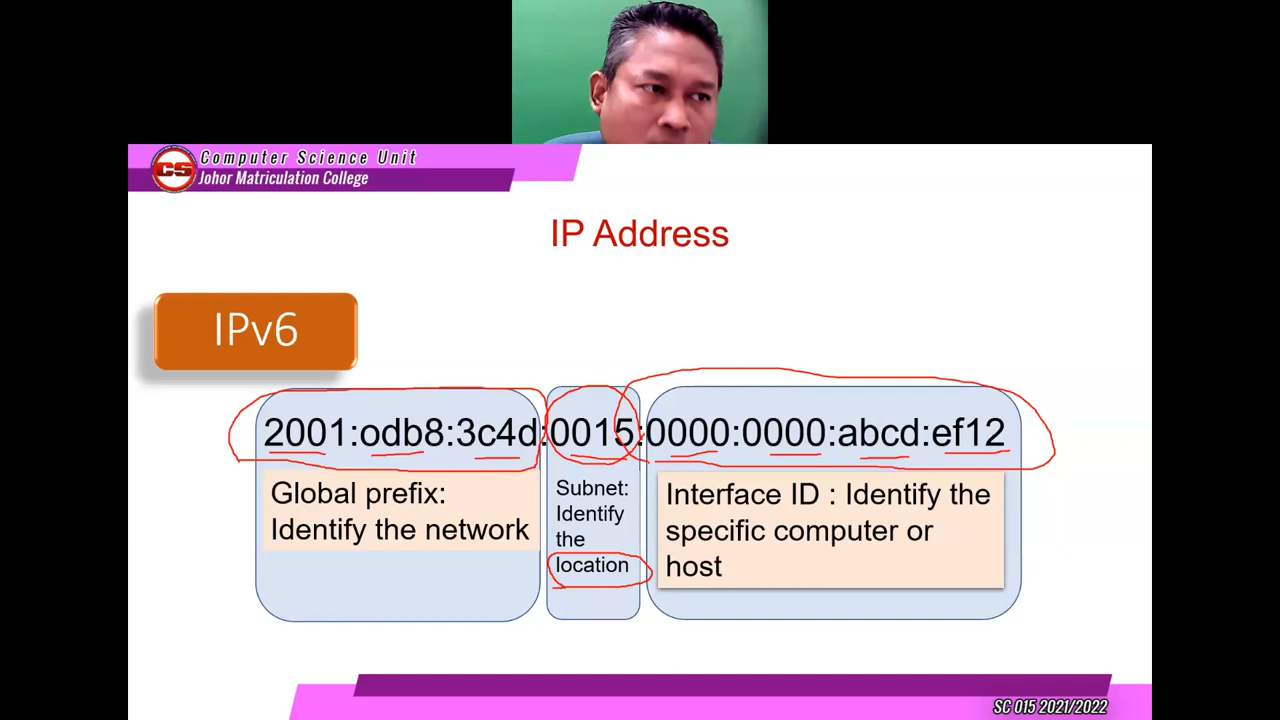 CS
Computer Science Unit
Johor Matriculation College
IP Address
IPv6
2001:odb8:3c4d:0015:0000:0000:abcd:ef12
Global prefix:
Identify the network
Subnet:
Identify
the
location
Interface ID : Identify the
specific computer or
host
SC 015 2021/2022